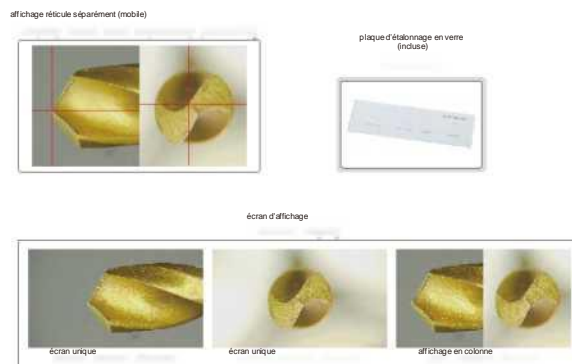 affichage réticule séparément (mobile)
plaque d'étalonnage en verre
(incluse)
écran d'affichage
écran unique
écran unique
affichage en colonne